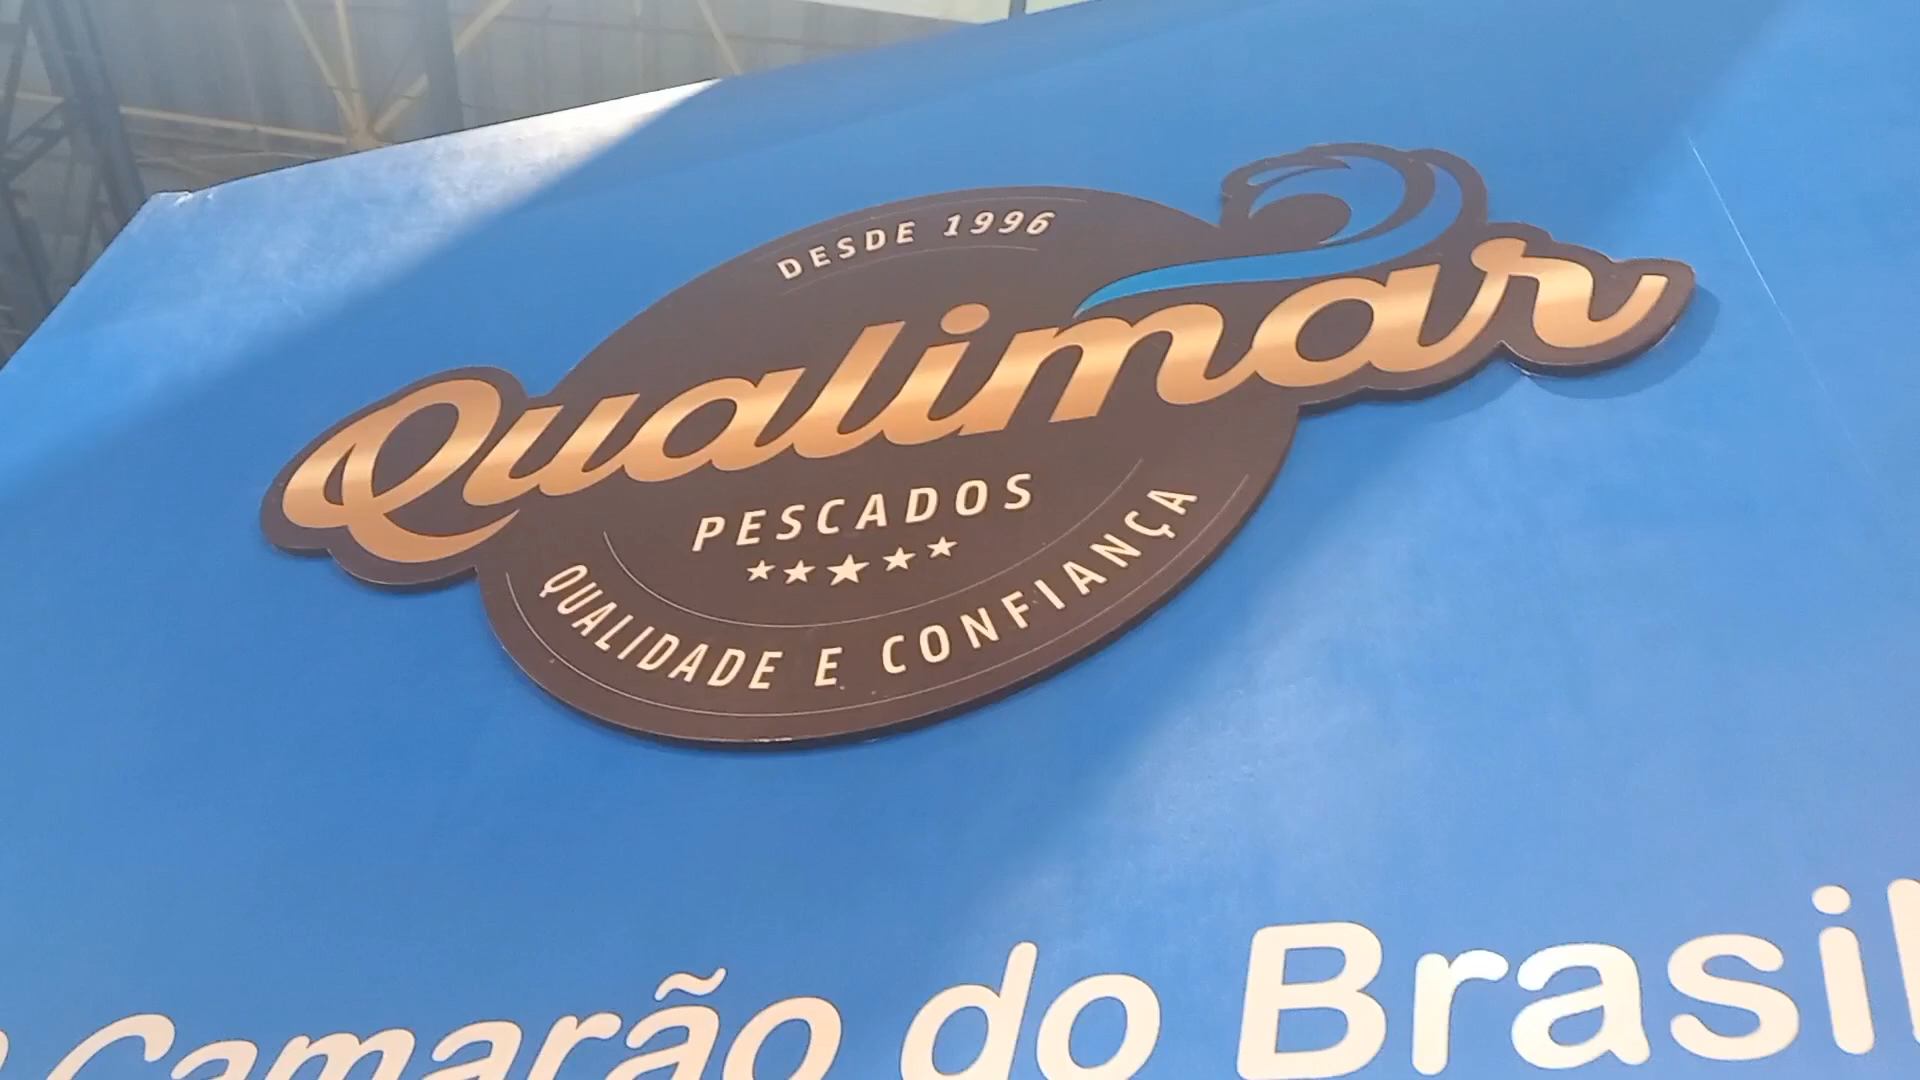 DESDE 1996
Qualimar
PESCADOS
QUALIDADE E CONFIANÇA
Camarão do Brasil